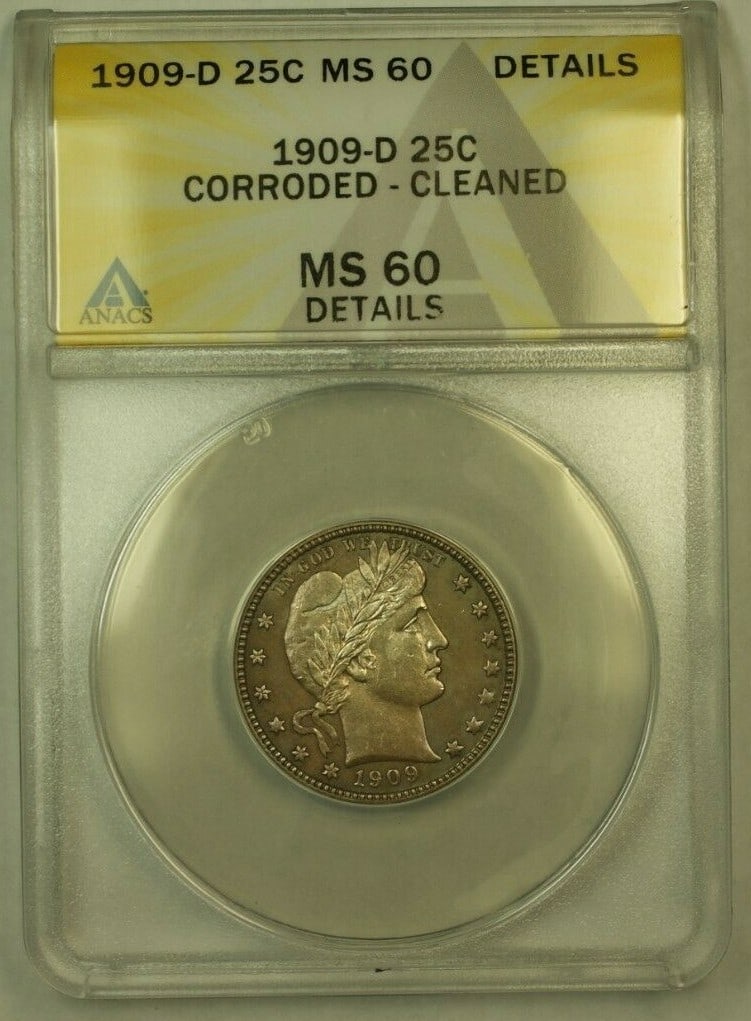 1909-D 25C MS 60 DETAILS
1909-D 25C
CORRODED - CLEANED
MS 60
DETAILS
ANACS
IN GOD WE TRUST
1909